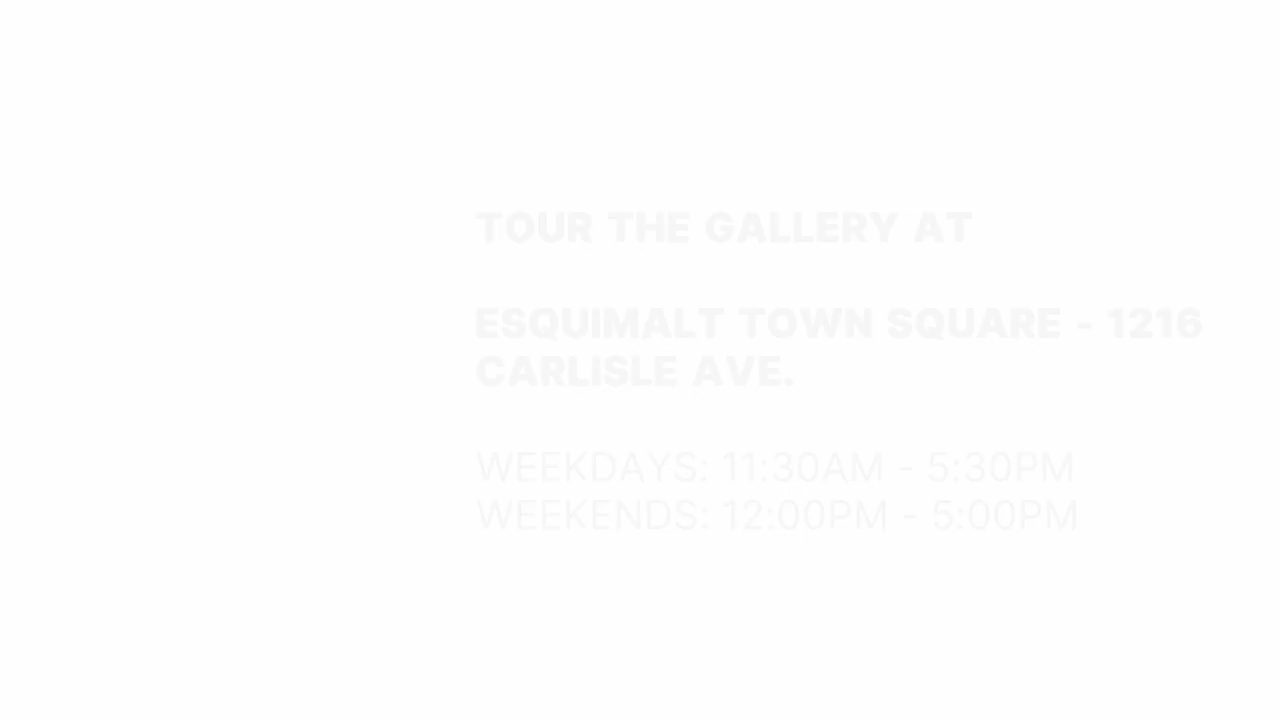 TOUR THE GALLERY AT
ESQUIMALT TOWN SQUARE - 1216
CARLISLE AVE.
WEEKDAYS: 11:30AM - 5:30PM
WEEKENDS: 12:00PM - 5:00PM